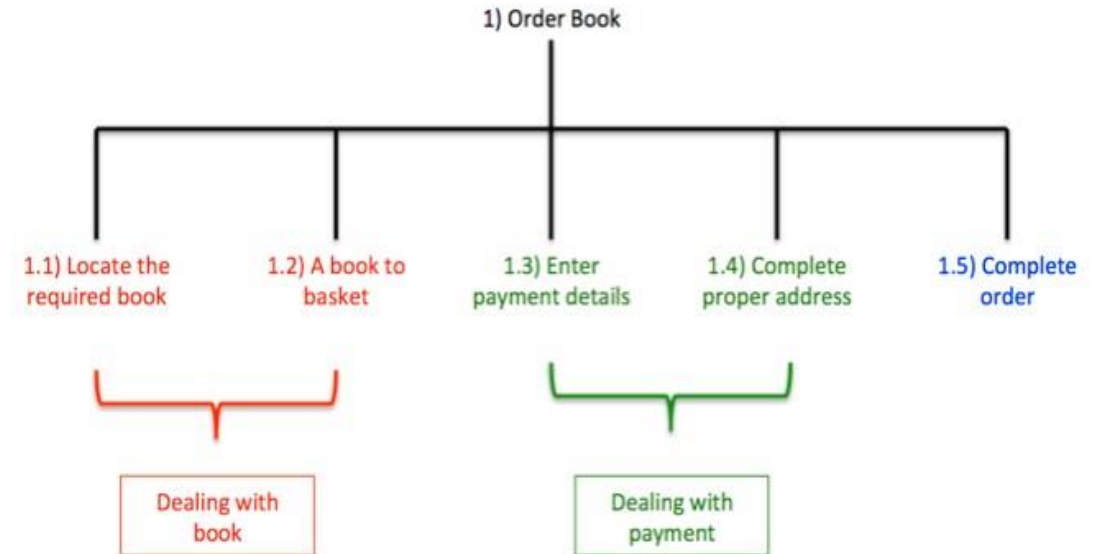 1) Order Book
1.1) Locate the
required book
1.2) A book to
basket
1.3) Enter
payment details
1.4) Complete
proper address
1.5) Complete
order
Dealing with
book
Dealing with
payment